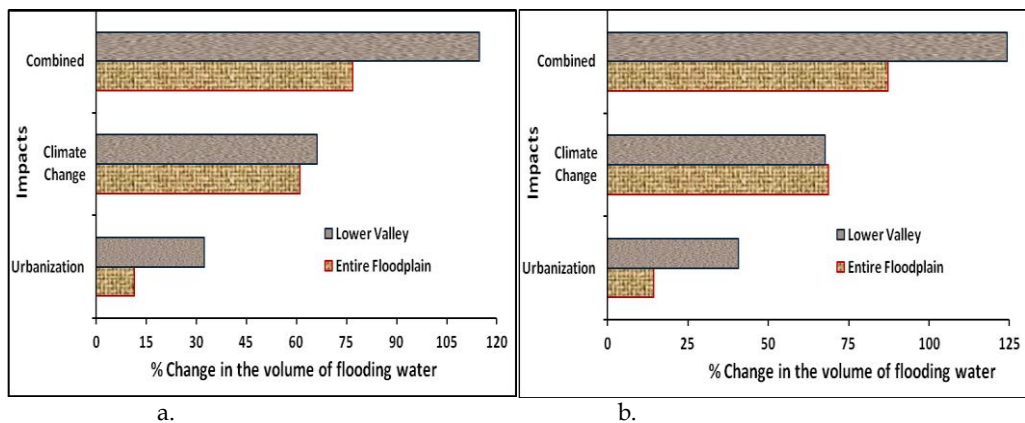 Combined
Climate
Change
Urbanization
Impacts
Lower Valley
Entire Floodplain
0 15 30 45 60 75 90 105 120
% Change in the volume of flooding water
a.
Combined
Climate
Change
Urbanization
Impacts
Lower Valley
Entire Floodplain
0 25 50 75 100 125
% Change in the volume of flooding water
b.